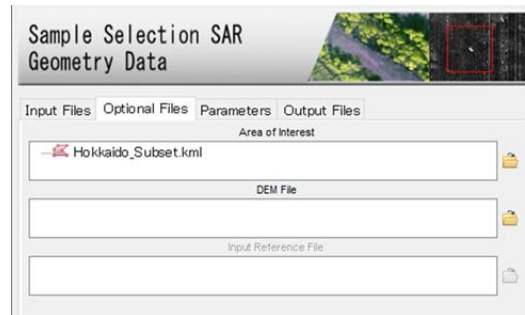 Sample Selection SAR
Geometry Data
Input Files Optional Files Parameters Output Files
Area of Interest
Hokkaido_Subset.kml
DEM File
Input Reference File